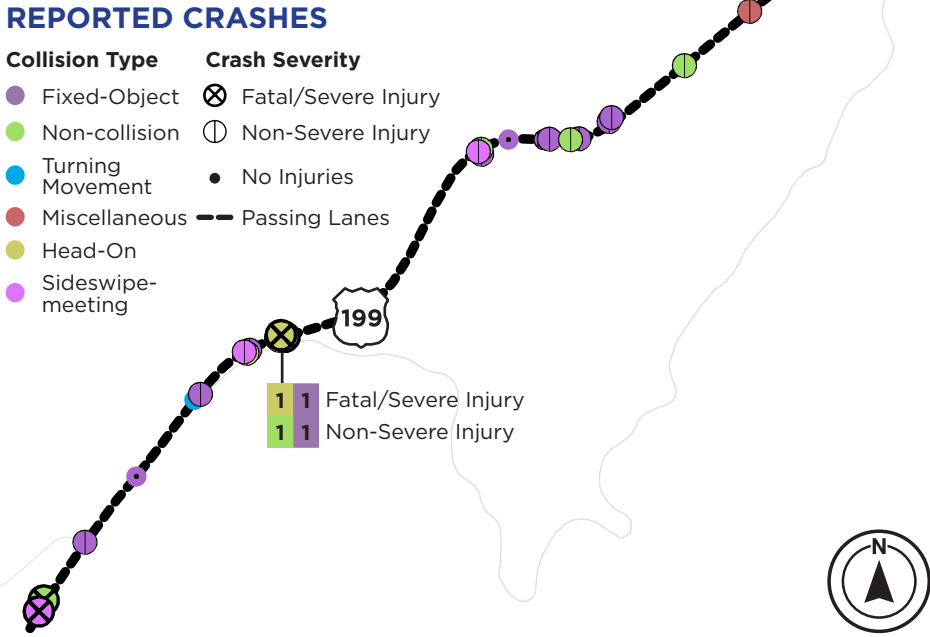 REPORTED CRASHES
Collision Type
Fixed-Object
Non-collision
Turning
Movement
Miscellaneous
Head-On
Sideswipe-
meeting
Crash Severity
Fatal/Severe Injury
Non-Severe Injury
No Injuries
Passing Lanes
199
1 1 Fatal/Severe Injury
1 1 Non-Severe Injury
N